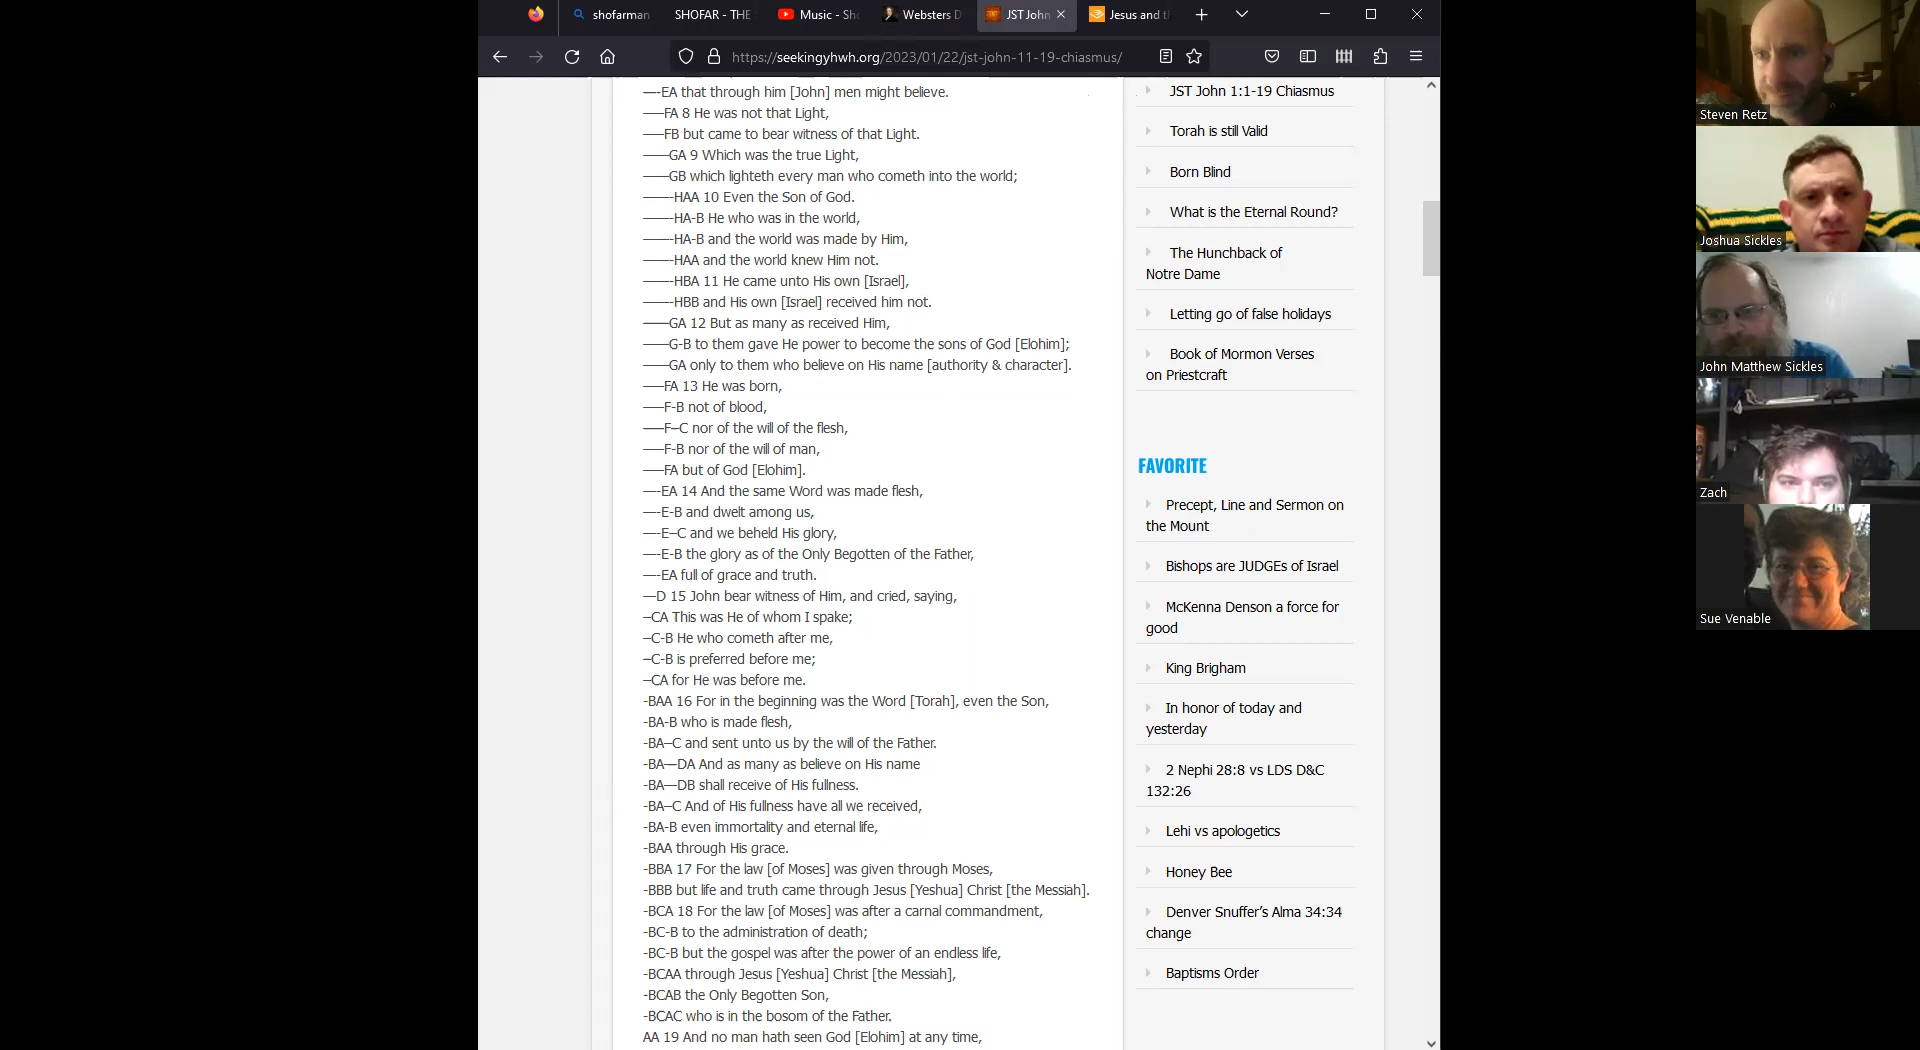 shofarman
SHOFAR - THE
Music - Sho
Websters D
JST John
Jesus and th
https://seekingyhwh.org/2023/01/22/jst-john-11-19-chiasmus/
—-EA that through him [John] men might believe.
—–FA 8 He was not that Light,
—–FB but came to bear witness of that Light.
——GA 9 Which was the true Light,
——GB which lighteth every man who cometh into the world;
——-HAA 10 Even the Son of God.
——-HA-B He who was in the world,
——-HA-B and the world was made by Him,
——-HAA and the world knew Him not.
——-HBA 11 He came unto His own [Israel],
——-HBB and His own [Israel] received him not.
——GA 12 But as many as received Him,
——G-B to them gave He power to become the sons of God [Elohim];
——GA only to them who believe on His name [authority & character].
—–FA 13 He was born,
—–F-B not of blood,
—–F–C nor of the will of the flesh,
—–F-B nor of the will of man,
—–FA but of God [Elohim].
—-EA 14 And the same Word was made flesh,
—-E-B and dwelt among us,
—-E–C and we beheld His glory,
—-E-B the glory as of the Only Begotten of the Father,
—-EA full of grace and truth.
—D 15 John bear witness of Him, and cried, saying,
–CA This was He of whom I spake;
–C-B He who cometh after me,
–C-B is preferred before me;
–CA for He was before me.
-BAA 16 For in the beginning was the Word [Torah], even the Son,
-BA-B who is made flesh,
-BA–C and sent unto us by the will of the Father.
-BA—DA And as many as believe on His name
-BA—DB shall receive of His fullness.
-BA–C And of His fullness have all we received,
-BA-B even immortality and eternal life,
-BAA through His grace.
-BBA 17 For the law [of Moses] was given through Moses,
-BBB but life and truth came through Jesus [Yeshua] Christ [the Messiah].
-BCA 18 For the law [of Moses] was after a carnal commandment,
-BC-B to the administration of death;
-BC-B but the gospel was after the power of an endless life,
-BCAA through Jesus [Yeshua] Christ [the Messiah],
-BCAB the Only Begotten Son,
-BCAC who is in the bosom of the Father.
AA 19 And no man hath seen God [Elohim] at any time,
JST John 1:1-19 Chiasmus
Torah is still Valid
Born Blind
What is the Eternal Round?
The Hunchback of
Notre Dame
Letting go of false holidays
Book of Mormon Verses
on Priestcraft
FAVORITE
Precept, Line and Sermon on
the Mount
Bishops are JUDGEs of Israel
McKenna Denson a force for
good
King Brigham
In honor of today and
yesterday
2 Nephi 28:8 vs LDS D&C
132:26
Lehi vs apologetics
Honey Bee
Denver Snuffer’s Alma 34:34
change
Baptisms Order
Steven Retz
Joshua Sickles
John Matthew Sickles
Zach
Sue Venable